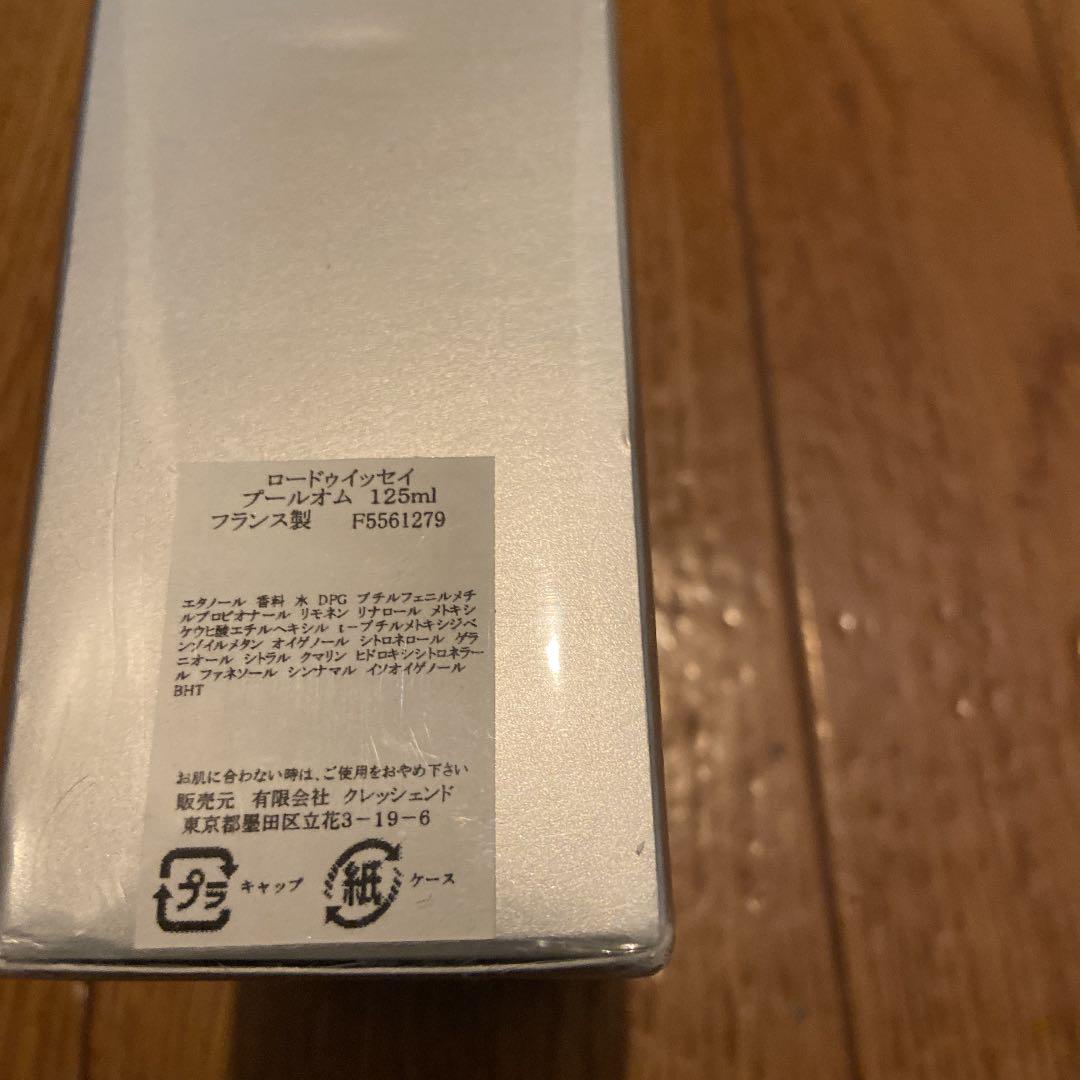 ロードゥイッセイ
プールオム 125ml
フランス製 F5561279
エタノール 香料 水 DPG ブチルフェニルメチ
ルプロピオナール リモネン リナロール メトキシ
ケウヒ酸エチルヘキシル t－ブチルメトキシジベ
ンゾイルメタン オイゲノール シトロネロール ゲラ
ニオール シトラル クマリン ヒドロキシシトロネラー
ル ファネソール シンナマル イソオイゲノール
BHT
お肌に合わない時は、ご使用をおやめ下さい
販売元 有限会社 クレッシェンド
東京都墨田区立花3－19－6
プラ キャップ 紙 ケース